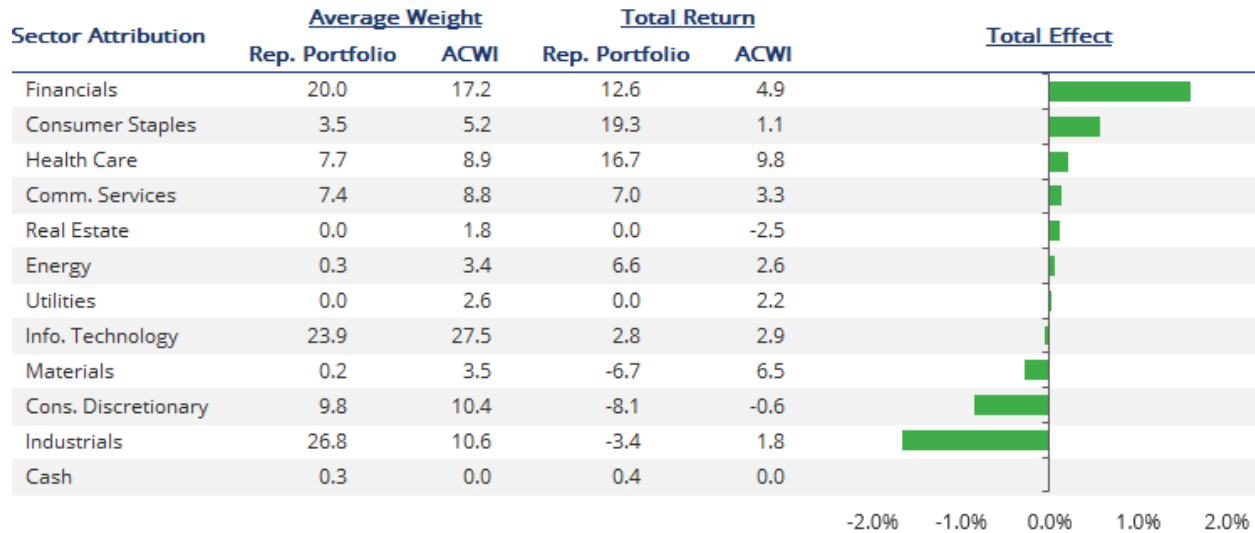 Average Weight Total Return
Sector Attribution Total Effect
Rep. Portfolio ACWI Rep. Portfolio ACWI
Financials 20.0 17.2 12.6 4.9
Consumer Staples 3.5 5.2 19.3 1.1
Health Care 7.7 8.9 16.7 9.8
Comm. Services 7.4 8.8 7.0 3.3
Real Estate 0.0 1.8 0.0 -2.5
Energy 0.3 3.4 6.6 2.6
Utilities 0.0 2.6 0.0 2.2
Info. Technology 23.9 27.5 2.8 2.9
Materials 0.2 3.5 -6.7 6.5
Cons. Discretionary 9.8 10.4 -8.1 -0.6
Industrials 26.8 10.6 -3.4 1.8
Cash 0.3 0.0 0.4 0.0
-2.0% -1.0% 0.0% 1.0% 2.0%